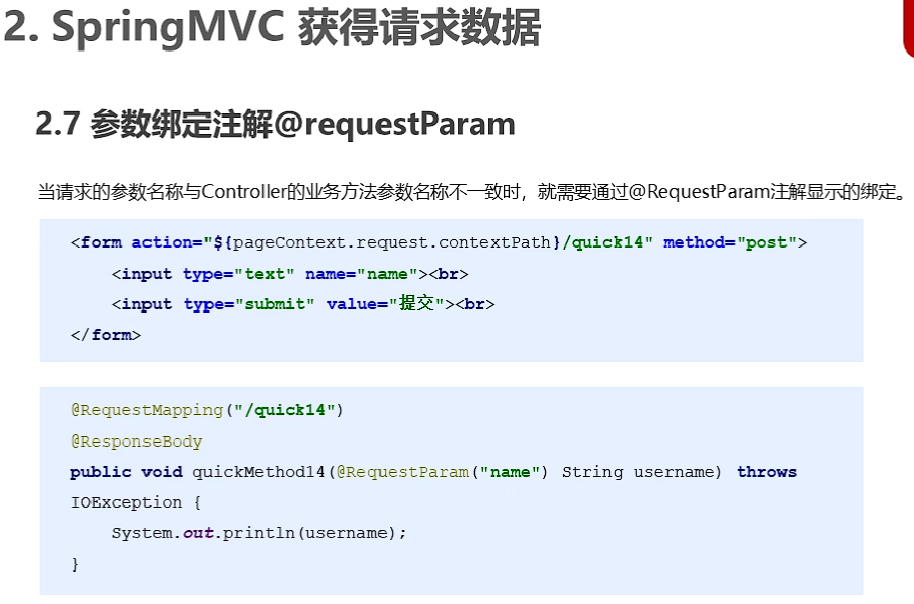 2. SpringMVC 获得请求数据
2.7 参数绑定注解@requestParam
当请求的参数名称与Controller的业务方法参数名称不一致时，就需要通过@RequestParam注解显示的绑定。
<form action="${pageContext.request.contextPath}/quick14" method="post">
    <input type="text" name="name"><br>
    <input type="submit" value="提交"><br>
</form>
@RequestMapping("/quick14")
@ResponseBody
public void quickMethod14(@RequestParam("name") String username) throws
IOException {
    System.out.println(username);
}